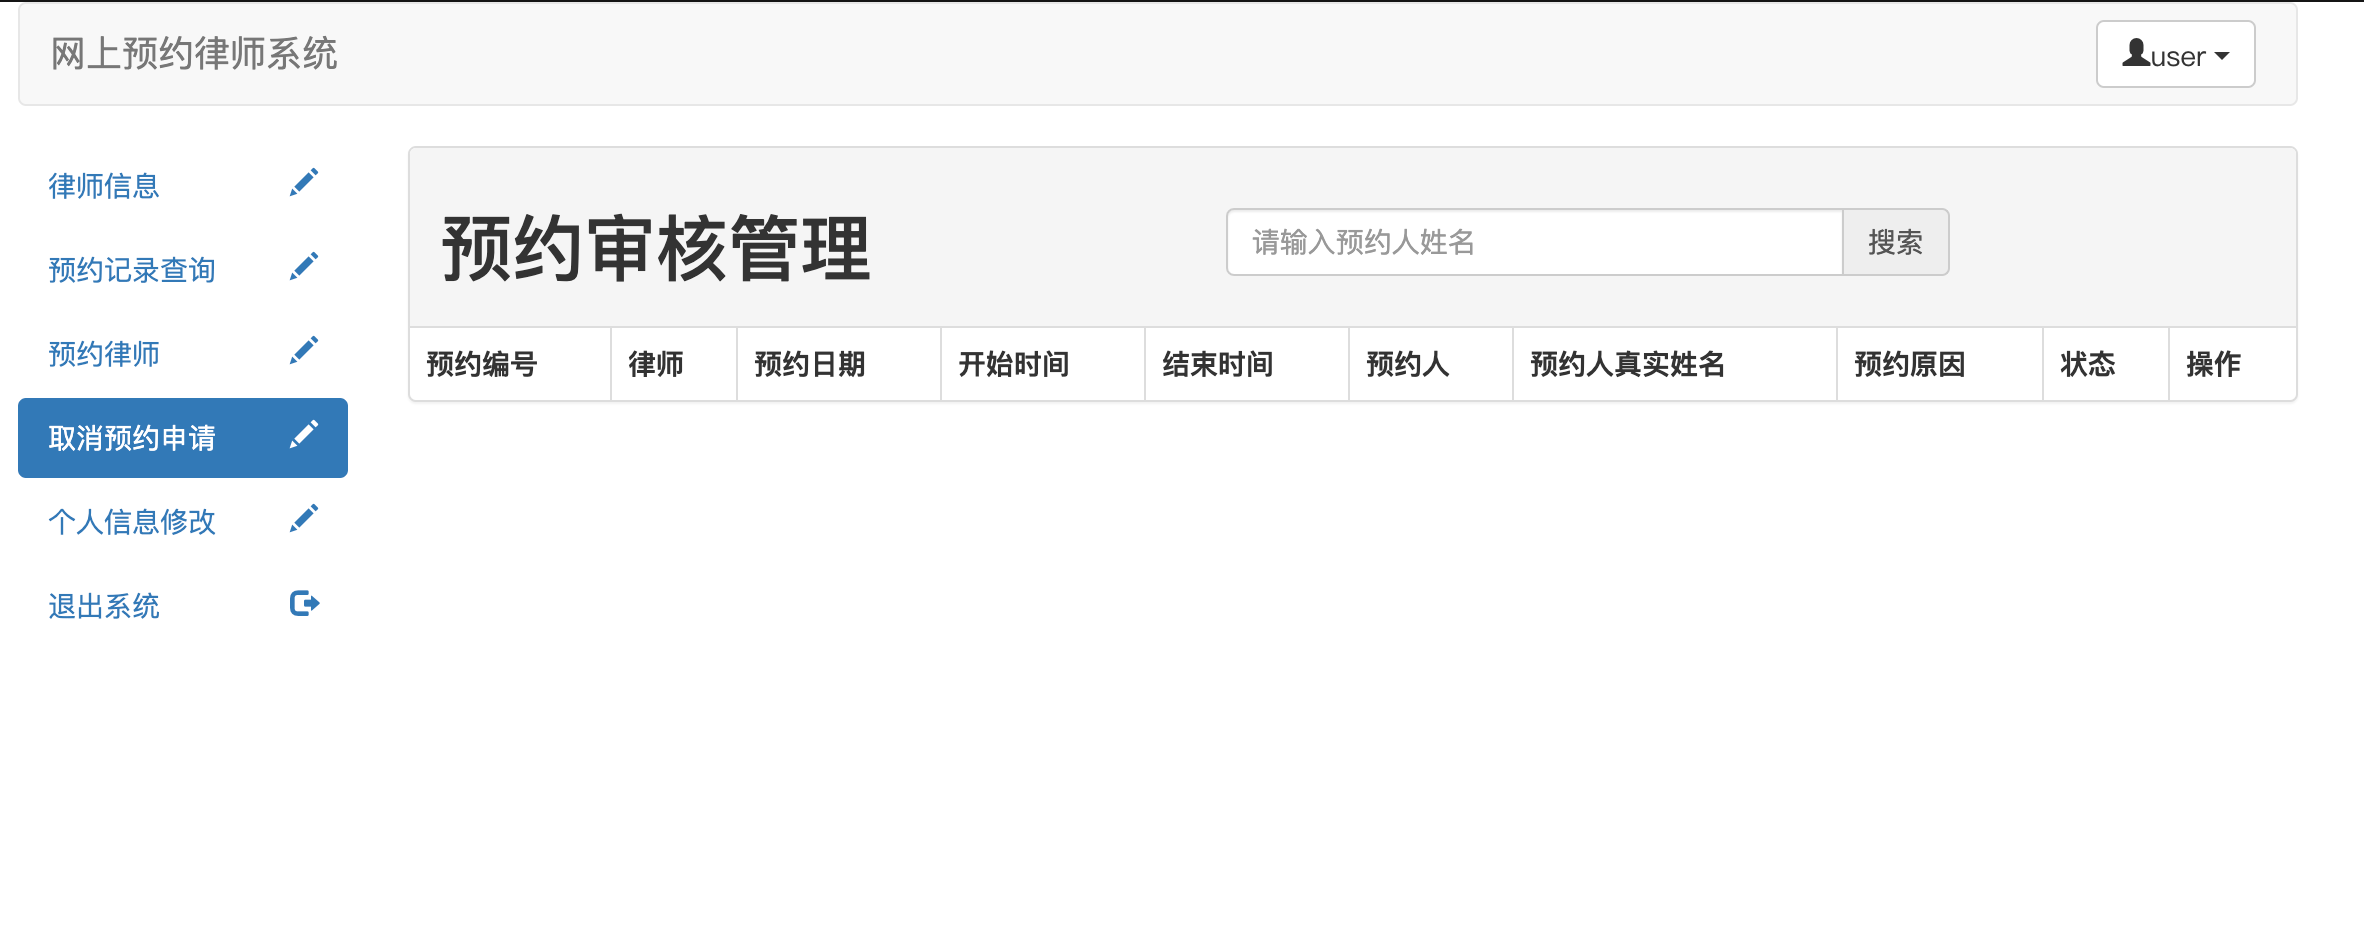 网上预约律师系统
user
律师信息
预约记录查询
预约律师
取消预约申请
个人信息修改
退出系统
预约审核管理
请输入预约人姓名 搜索
预约编号 律师 预约日期 开始时间 结束时间 预约人 预约人真实姓名 预约原因 状态 操作